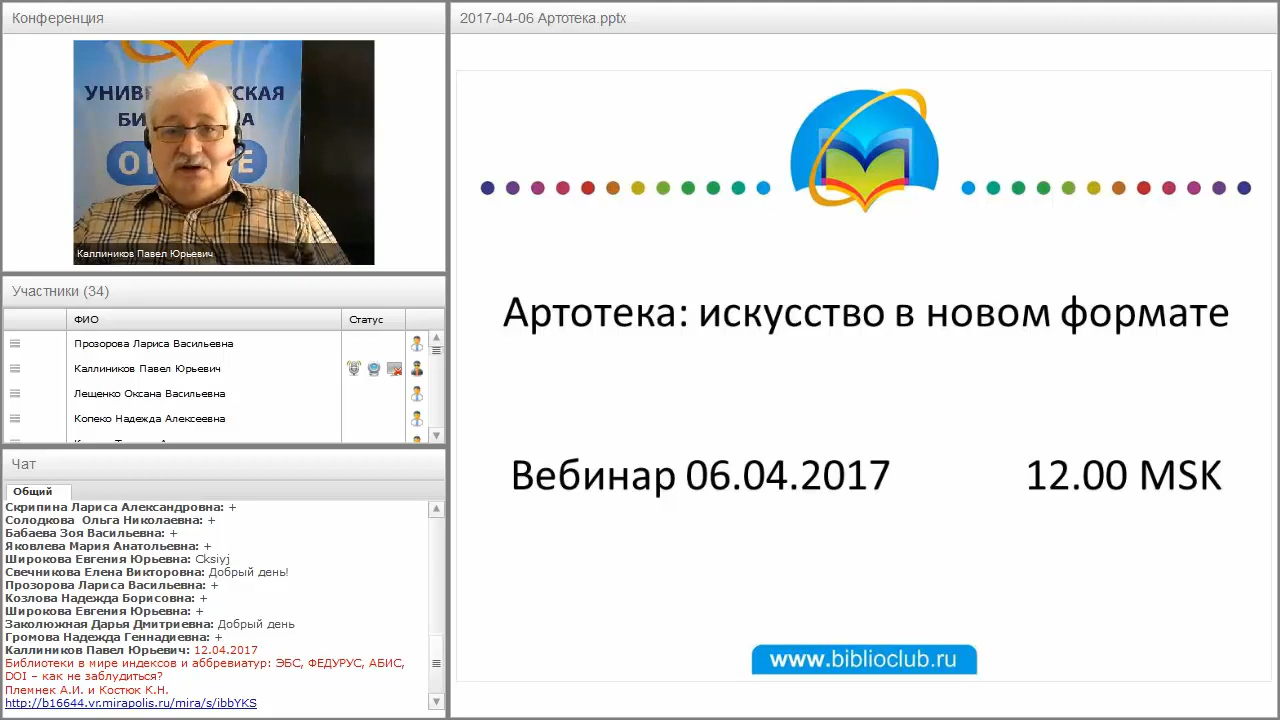 Конференция
УНИВ СКАЯ
Каллиников Павел Юрьевич
Участники (34)
ФИО Статус
Прозорова Лариса Васильевна
Каллиников Павел Юрьевич
Лещенко Оксана Васильевна
Копеко Надежда Алексеевна
Чат
Общий
Скрипина Лариса Александровна: +
Солодкова Ольга Николаевна: +
Бабаева Зоя Васильевна: +
Яковлева Мария Анатольевна: +
Широкова Евгения Юрьевна: Cksiyj
Свечникова Елена Викторовна: Добрый день!
Прозорова Лариса Васильевна: +
Козлова Надежда Борисовна: +
Широкова Евгения Юрьевна: +
Заколюжная Дарья Дмитриевна: Добрый день
Громова Надежда Геннадиевна: +
Каллиников Павел Юрьевич: 12.04.2017
Библиотеки в мире индексов и аббревиатур: ЭБС, ФЕДУРУС, АБИС,
DOI – как не заблудиться?
Племнек А.И. и Костюк К.Н.
http://b16644.vr.mirapolis.ru/mira/s/ibbYKS
2017-04-06 Артотека.pptx
Артотека: искусство в новом формате
Вебинар 06.04.2017 12.00 MSK
www.biblioclub.ru